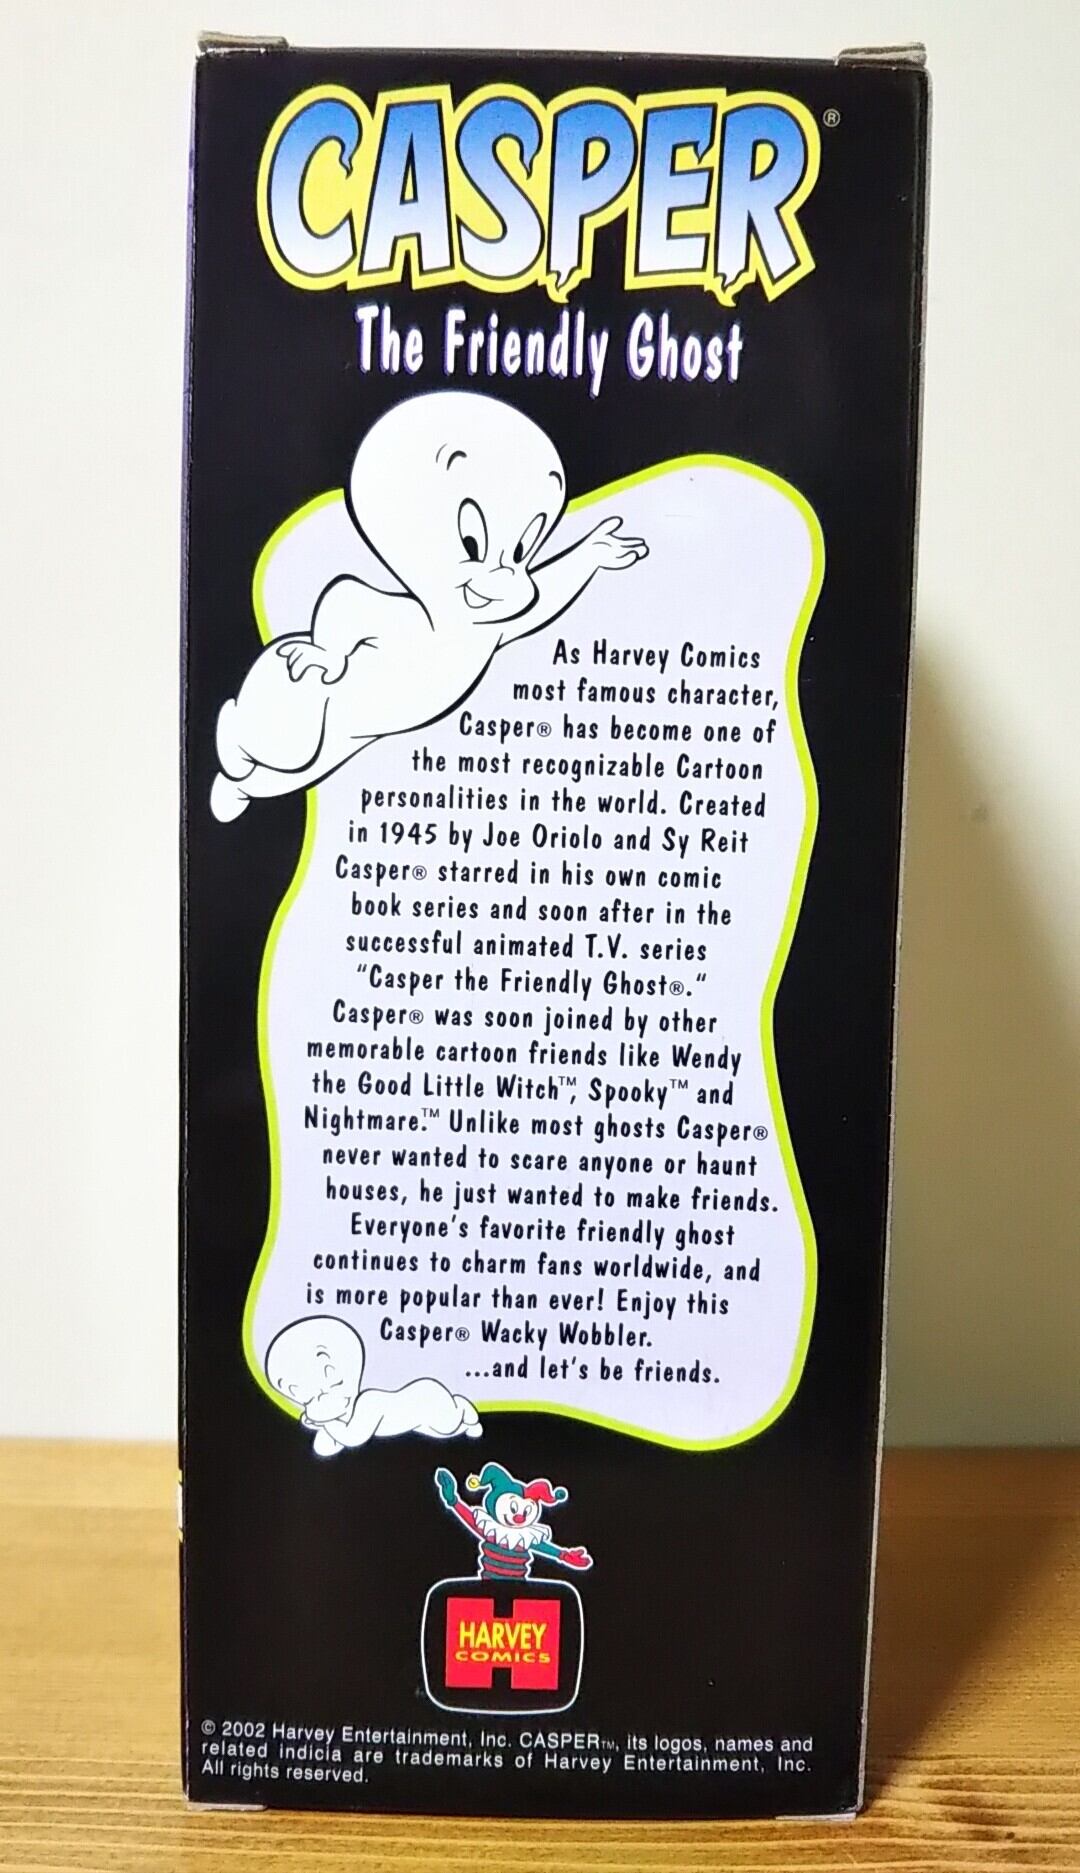 CASPER®
The Friendly Ghost
As Harvey Comics
most famous character,
Casper® has become one of
the most recognizable Cartoon
personalities in the world. Created
in 1945 by Joe Oriolo and Sy Reit
Casper® starred in his own comic
book series and soon after in the
successful animated T.V. series
"Casper the Friendly Ghost®."
Casper® was soon joined by other
memorable cartoon friends like Wendy
the Good Little Witch™, Spooky™ and
Nightmare.™ Unlike most ghosts Casper®
never wanted to scare anyone or haunt
houses, he just wanted to make friends.
Everyone's favorite friendly ghost
continues to charm fans worldwide, and
is more popular than ever! Enjoy this
Casper® Wacky Wobbler.
...and let's be friends.
HARVEY
COMICS
© 2002 Harvey Entertainment, Inc. CASPER™, its logos, names and
related indicia are trademarks of Harvey Entertainment, Inc.
All rights reserved.